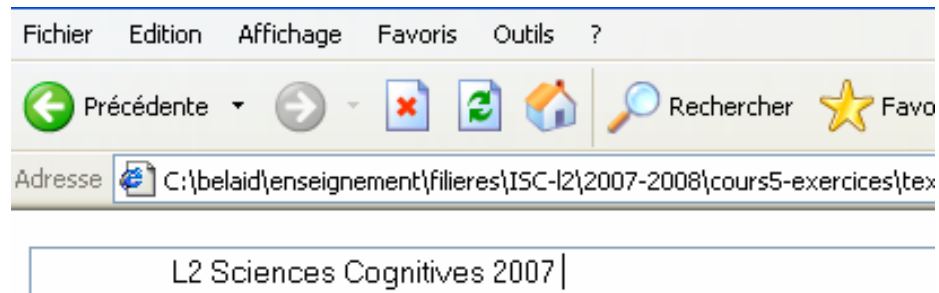 Fichier Edition Affichage Favoris Outils ?
Précédente Rechercher Favo
Adresse C:\belaid\enseignement\filieres\ISC-l2\2007-2008\cours5-exercices\tex
L2 Sciences Cognitives 2007